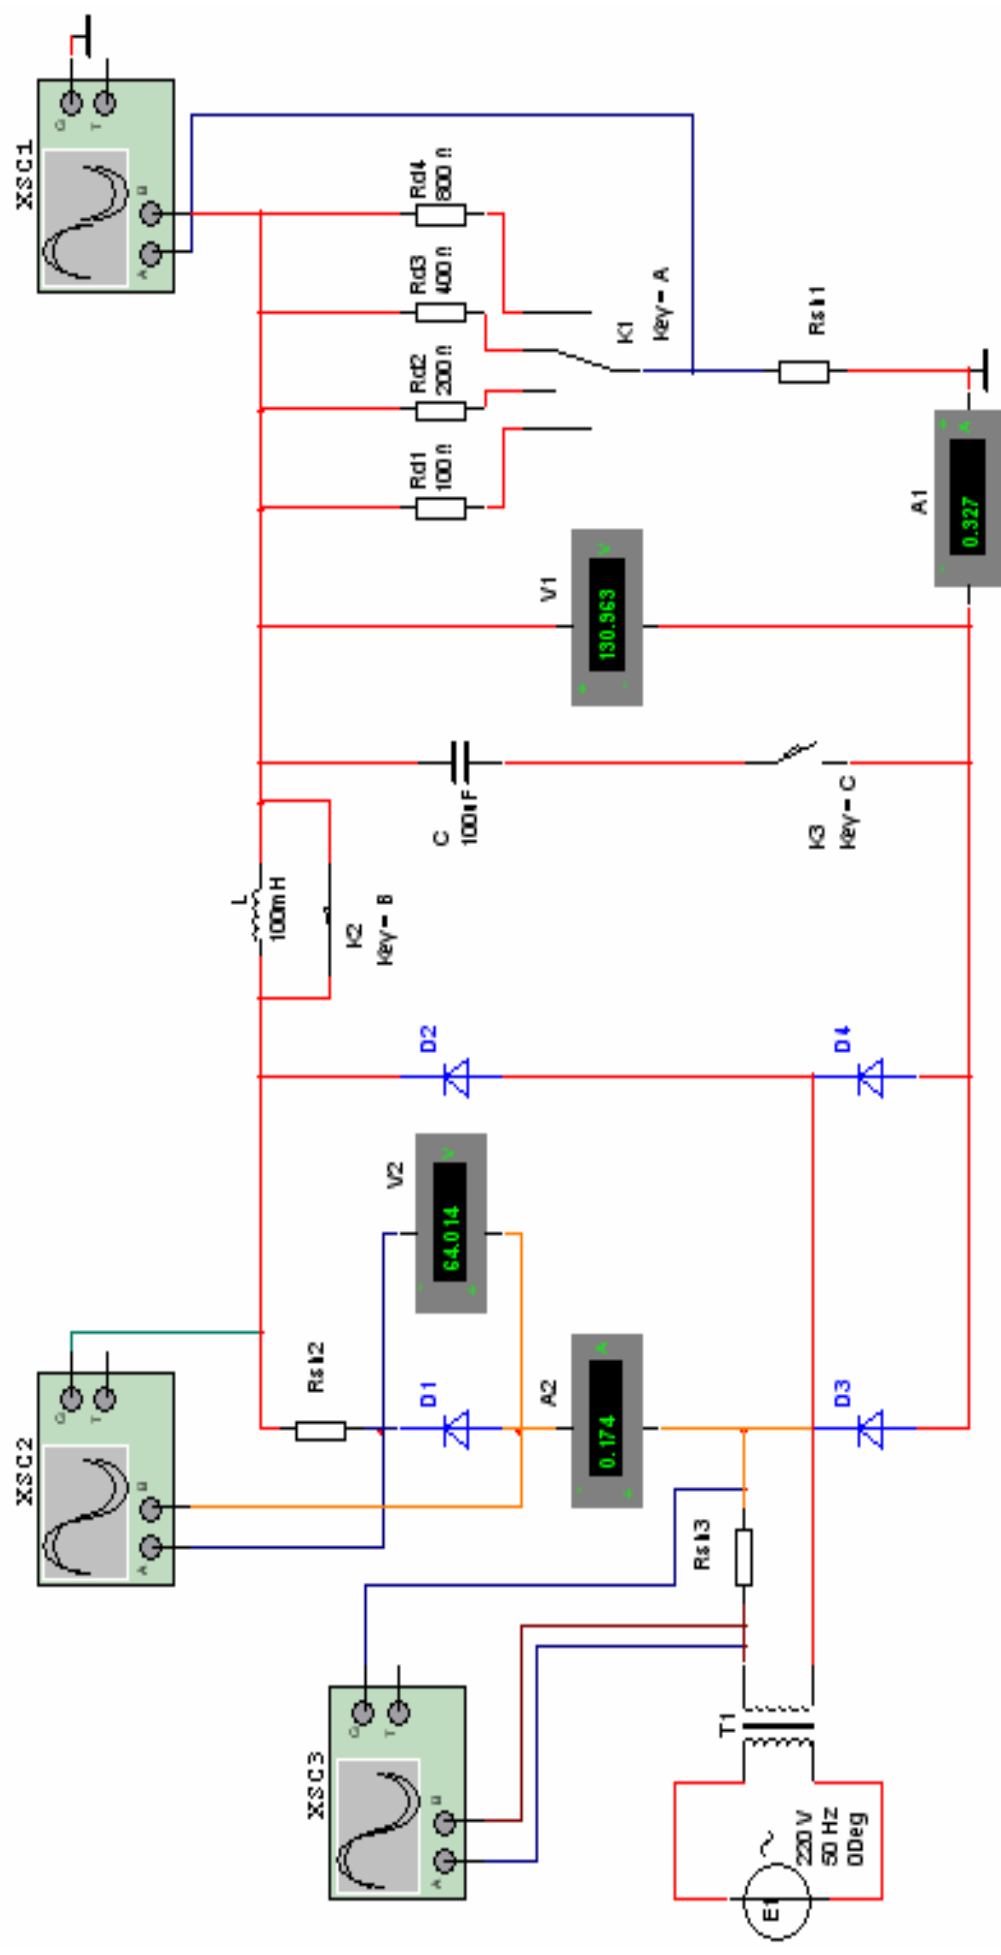 XSC1
G
T
A
B
Rd4
800 Ω
Rd3
400 Ω
Rd2
200 Ω
Rd1
100 Ω
K1
Key = A
Rsh1
A1
0.327
+
-
A
V1
130.963
+
-
V
C
100uF
K3
Key = C
L
100mH
K2
Key = B
D2
D4
V2
64.014
-
+
V
XSC2
G
T
A
B
Rsh2
D1
A2
0.174
-
+
A
D3
Rsh3
XSC3
G
T
A
B
T1
E1
~
220 V
50 Hz
0Deg